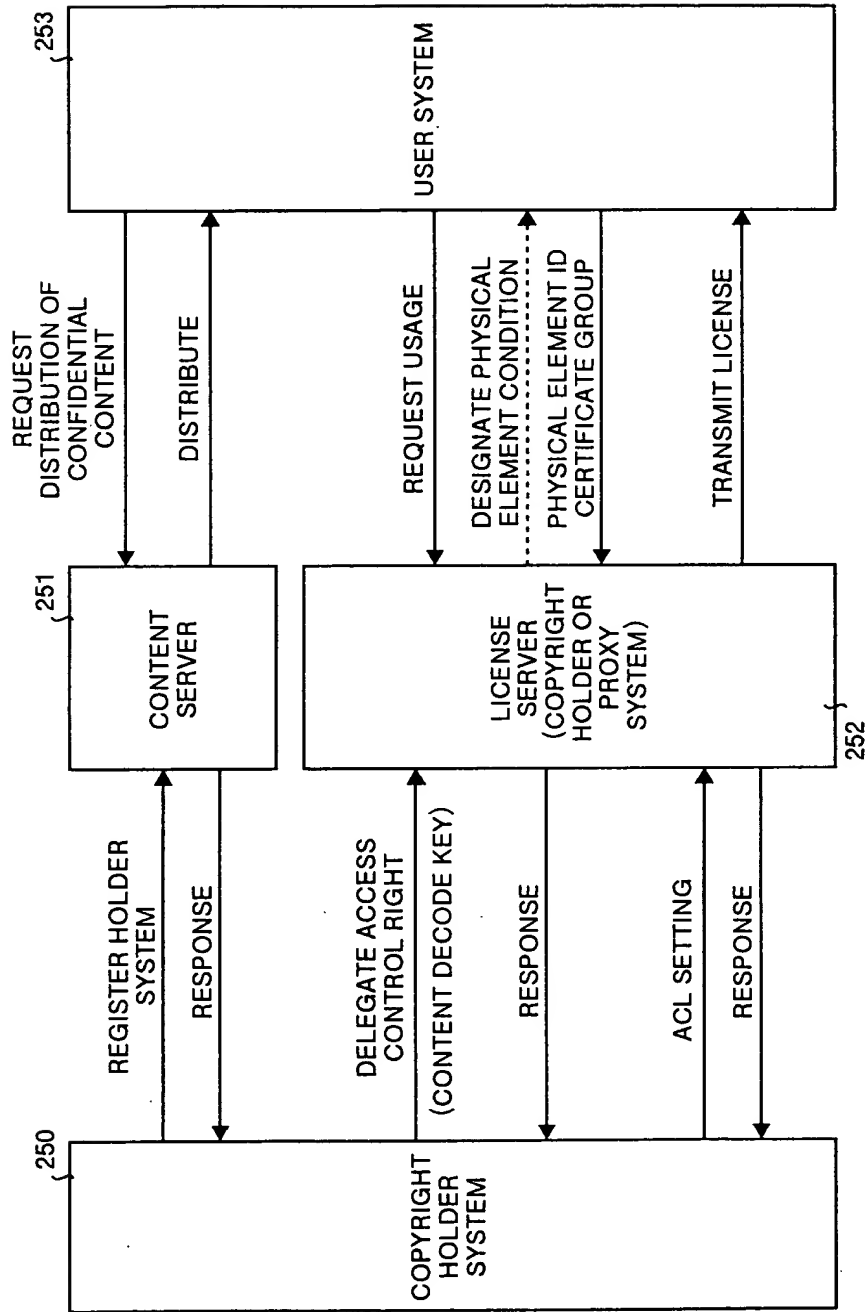 253
USER SYSTEM
REQUEST
DISTRIBUTION OF
CONFIDENTIAL
CONTENT
DISTRIBUTE
REQUEST USAGE
DESIGNATE PHYSICAL
ELEMENT CONDITION
PHYSICAL ELEMENT ID
CERTIFICATE GROUP
TRANSMIT LICENSE
251
CONTENT
SERVER
LICENSE
SERVER
(COPYRIGHT
HOLDER OR
PROXY
SYSTEM)
252
REGISTER HOLDER
SYSTEM
RESPONSE
DELEGATE ACCESS
CONTROL RIGHT
(CONTENT DECODE KEY)
RESPONSE
ACL SETTING
RESPONSE
250
COPYRIGHT
HOLDER
SYSTEM